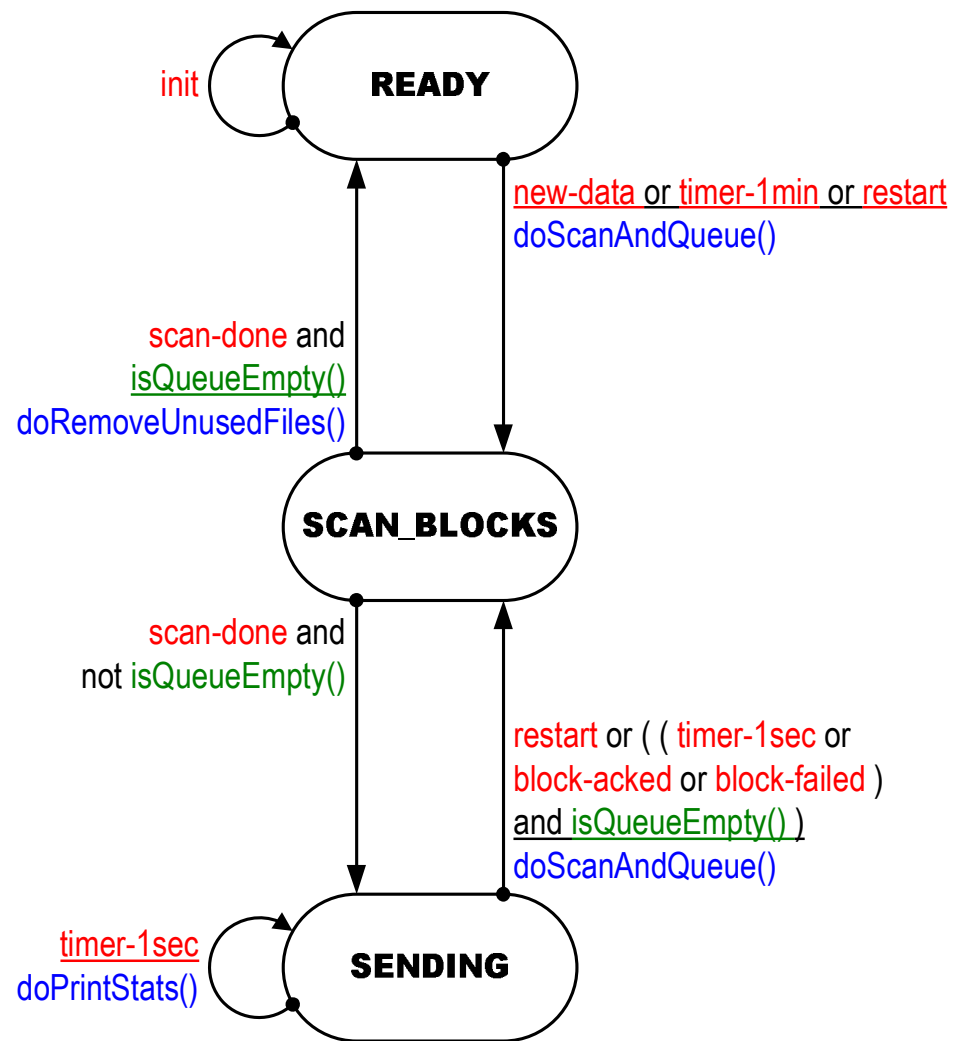 READY
init
new-data or timer-1min or restart
doScanAndQueue()
scan-done and
isQueueEmpty()
doRemoveUnusedFiles()
SCAN_BLOCKS
scan-done and
not isQueueEmpty()
restart or ( ( timer-1sec or
block-acked or block-failed )
and isQueueEmpty() )
doScanAndQueue()
timer-1sec
doPrintStats()
SENDING